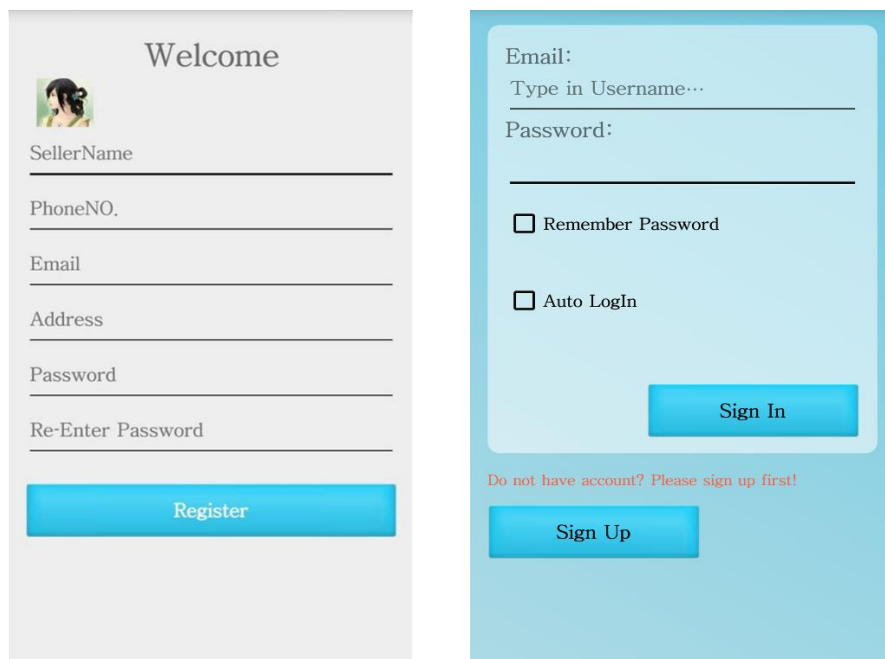 Welcome
SellerName
PhoneNO.
Email
Address
Password
Re-Enter Password
Register
Email:
Type in Username…
Password:
Remember Password
Auto LogIn
Sign In
Do not have account? Please sign up first!
Sign Up